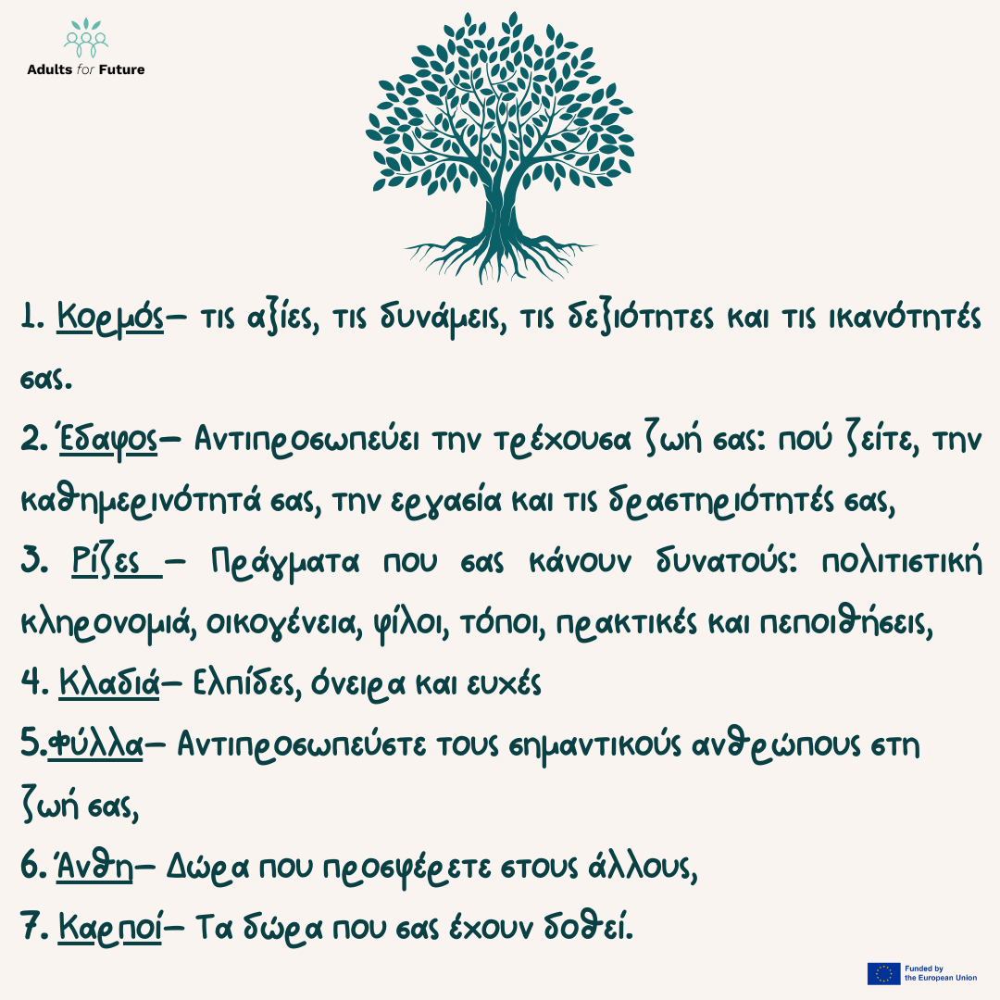 Adults for Future
1. Κορμός– τις αξίες, τις δυνάμεις, τις δεξιότητες και τις ικανότητές
σας.
2. Έδαφος– Αντιπροσωπεύει την τρέχουσα ζωή σας: πού ζείτε, την
καθημερινότητά σας, την εργασία και τις δραστηριότητές σας,
3. Ρίζες – Πράγματα που σας κάνουν δυνατούς: πολιτιστική
κληρονομιά, οικογένεια, φίλοι, τόποι, πρακτικές και πεποιθήσεις,
4. Κλαδιά– Ελπίδες, όνειρα και ευχές
5.Φύλλα– Αντιπροσωπεύστε τους σημαντικούς ανθρώπους στη
ζωή σας,
6. Άνθη– Δώρα που προσφέρετε στους άλλους,
7. Καρποί– Τα δώρα που σας έχουν δοθεί.
Funded by
the European Union